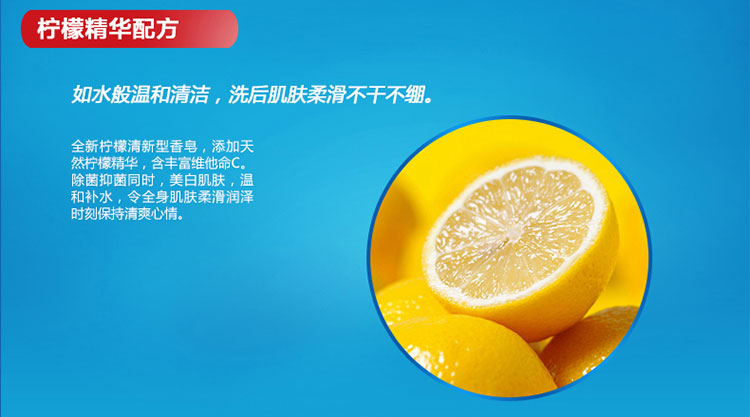 柠檬精华配方
如水般温和清洁，洗后肌肤柔滑不干不绷。
全新柠檬清新型香皂，添加天
然柠檬精华，含丰富维他命C。
除菌抑菌同时，美白肌肤，温
和补水，令全身肌肤柔滑润泽
时刻保持清爽心情。